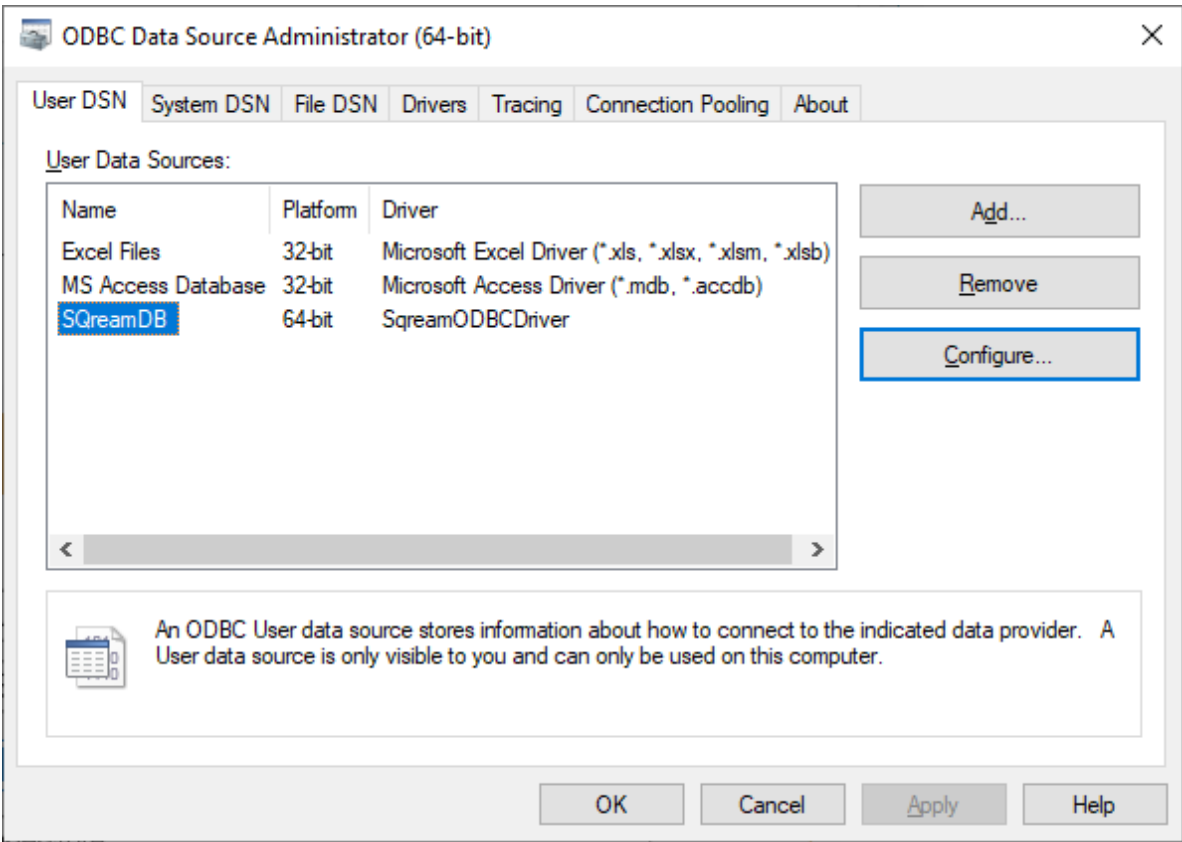 ODBC Data Source Administrator (64-bit)
User DSN System DSN File DSN Drivers Tracing Connection Pooling About
User Data Sources:
Name Platform Driver
Excel Files 32-bit Microsoft Excel Driver (*.xls, *.xlsx, *.xlsm, *.xlsb)
MS Access Database 32-bit Microsoft Access Driver (*.mdb, *.accdb)
SQreamDB 64-bit SqreamODBCDriver
Add...
Remove
Configure...
An ODBC User data source stores information about how to connect to the indicated data provider. A
User data source is only visible to you and can only be used on this computer.
OK Cancel Apply Help